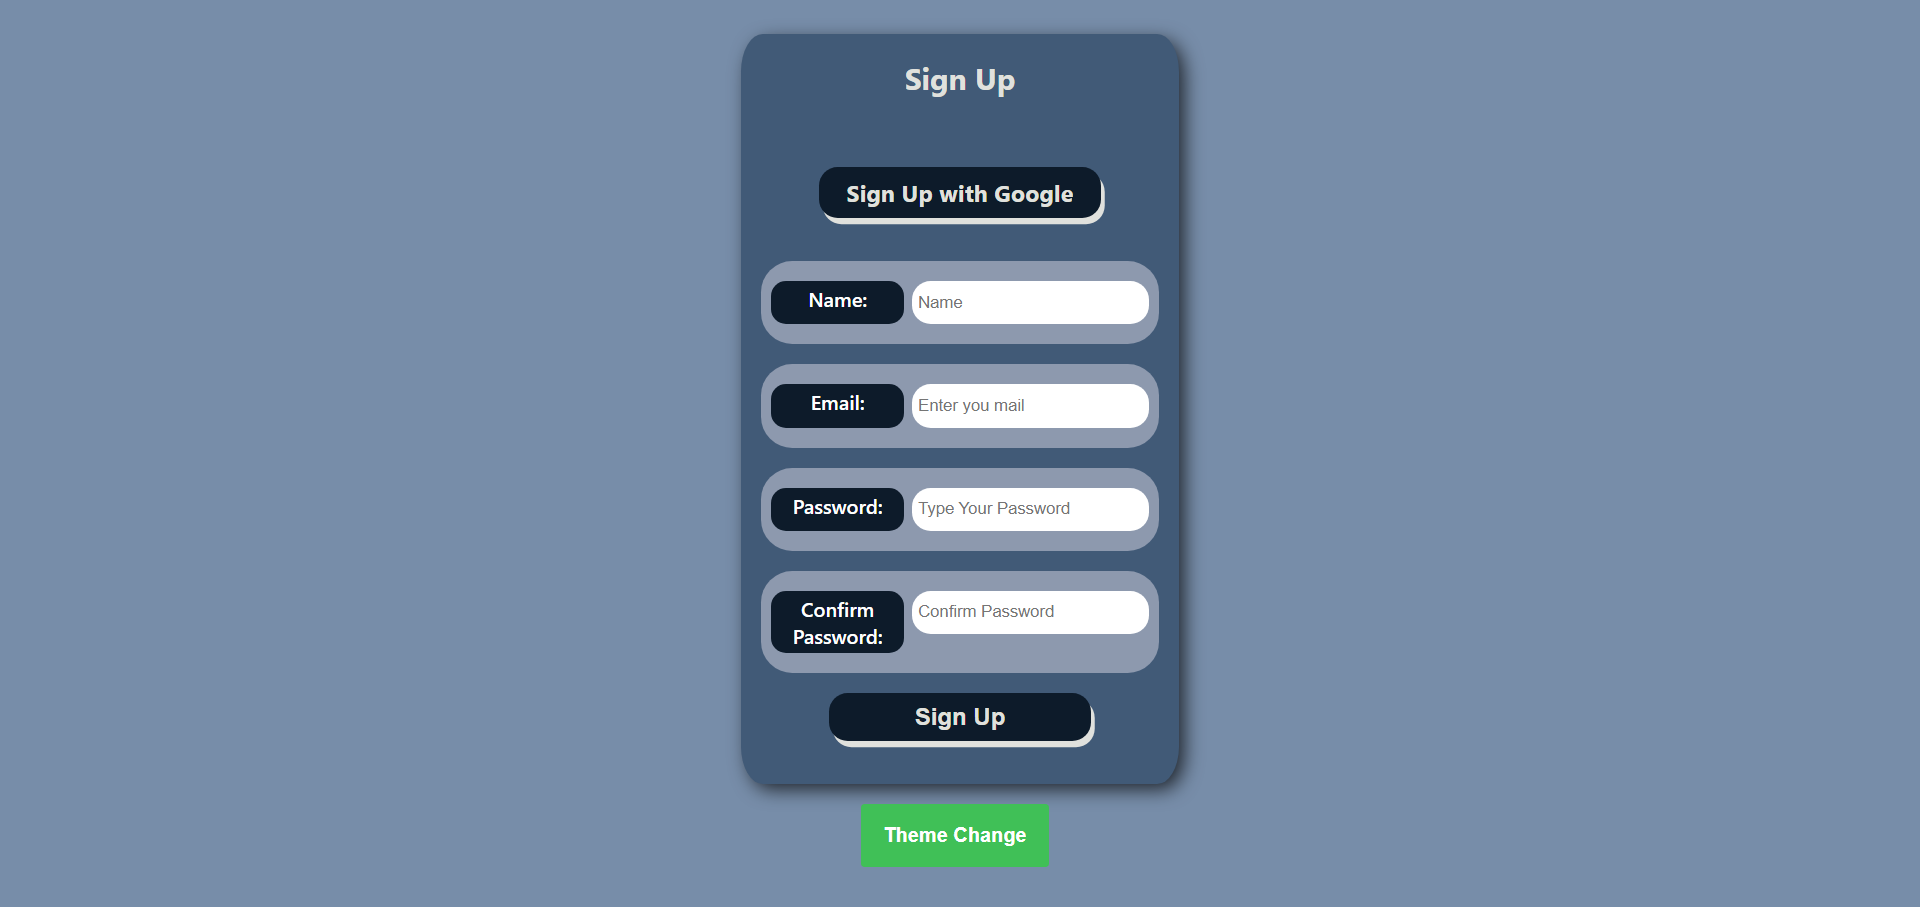 Sign Up
Sign Up with Google
Name:
Name
Email:
Enter you mail
Password:
Type Your Password
Confirm
Password:
Confirm Password
Sign Up
Theme Change